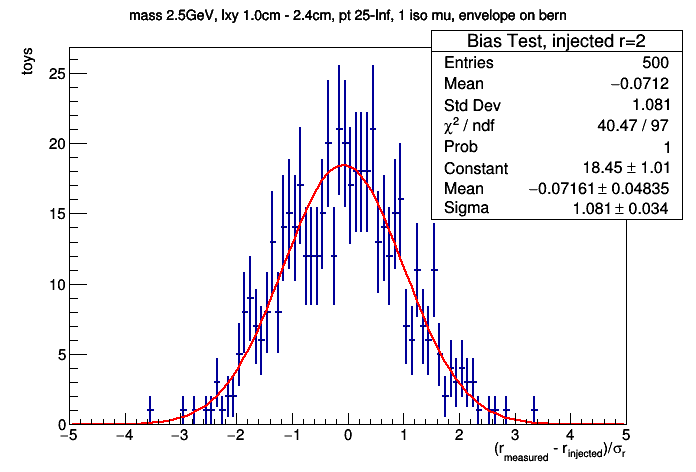 mass 2.5GeV, lxy 1.0cm - 2.4cm, pt 25-Inf, 1 iso mu, envelope on bern
Bias Test, injected r=2
Entries 500
Mean −0.0712
Std Dev 1.081
χ² / ndf 40.47 / 97
Prob 1
Constant 18.45 ± 1.01
Mean −0.07161 ± 0.04835
Sigma 1.081 ± 0.034
toys
25
20
15
10
5
0
−5 −4 −3 −2 −1 0 1 2 3 4 5
(r_measured - r_injected)/σ_r